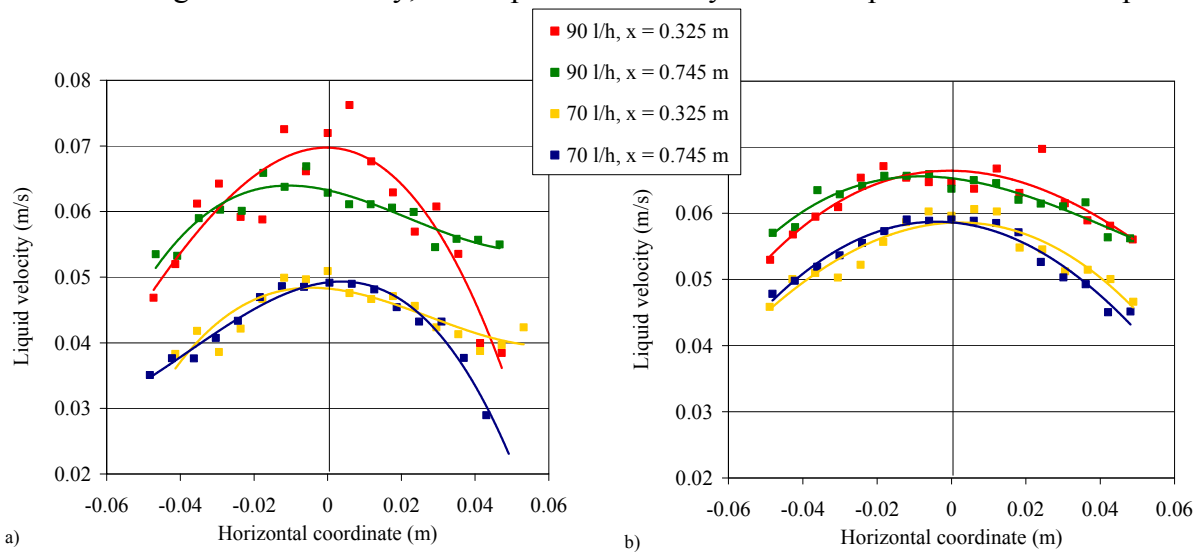 90 l/h, x = 0.325 m
90 l/h, x = 0.745 m
70 l/h, x = 0.325 m
70 l/h, x = 0.745 m
0.08
0.07
0.06
0.05
0.04
0.03
0.02
Liquid velocity (m/s)
-0.06 -0.04 -0.02 0 0.02 0.04 0.06
Horizontal coordinate (m)
a)
0.06
0.05
0.04
0.03
0.02
Liquid velocity (m/s)
-0.06 -0.04 -0.02 0 0.02 0.04 0.06
Horizontal coordinate (m)
b)